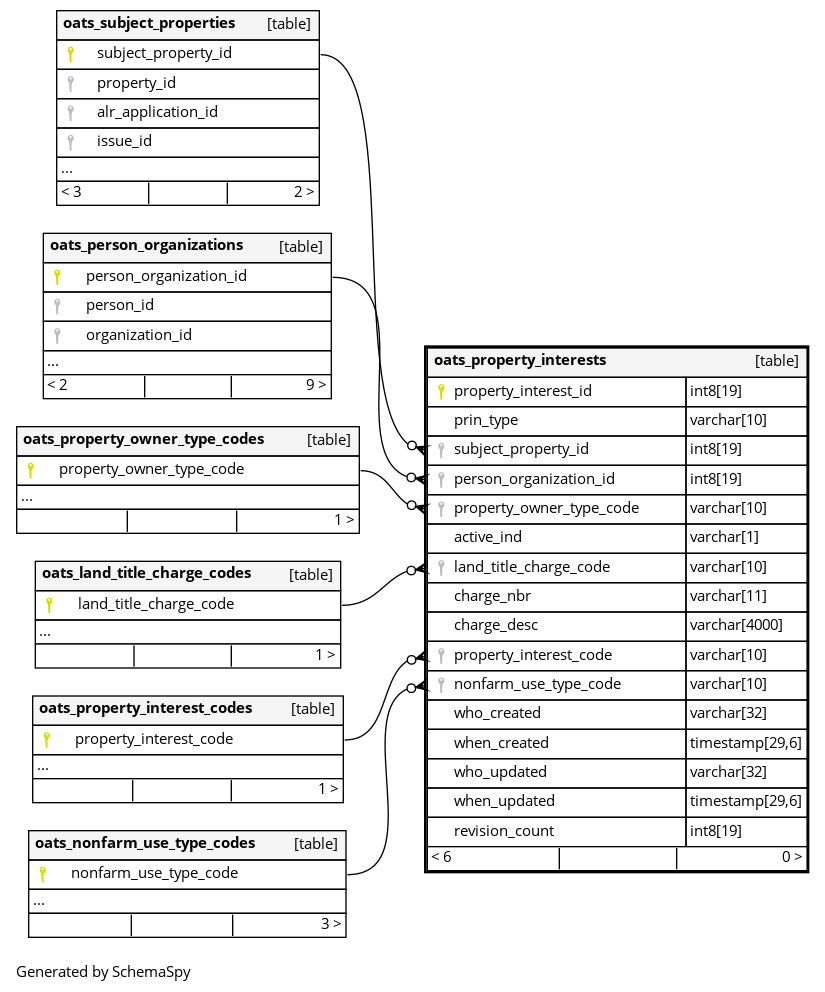 oats_subject_properties [table]
subject_property_id
property_id
alr_application_id
issue_id
...
< 3 2 >
oats_person_organizations [table]
person_organization_id
person_id
organization_id
...
< 2 9 >
oats_property_owner_type_codes [table]
property_owner_type_code
...
1 >
oats_land_title_charge_codes [table]
land_title_charge_code
...
1 >
oats_property_interest_codes [table]
property_interest_code
...
1 >
oats_nonfarm_use_type_codes [table]
nonfarm_use_type_code
...
3 >
oats_property_interests [table]
property_interest_id int8[19]
prin_type varchar[10]
subject_property_id int8[19]
person_organization_id int8[19]
property_owner_type_code varchar[10]
active_ind varchar[1]
land_title_charge_code varchar[10]
charge_nbr varchar[11]
charge_desc varchar[4000]
property_interest_code varchar[10]
nonfarm_use_type_code varchar[10]
who_created varchar[32]
when_created timestamp[29,6]
who_updated varchar[32]
when_updated timestamp[29,6]
revision_count int8[19]
< 6 0 >
Generated by SchemaSpy